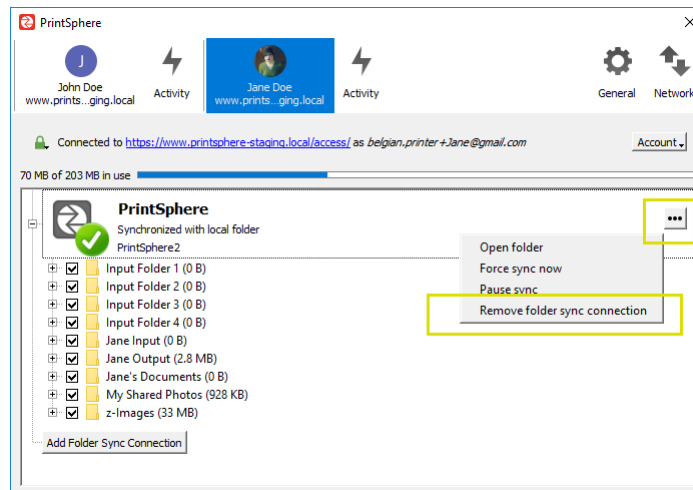 PrintSphere
J
John Doe
www.prints...ging.local
Activity
Jane Doe
www.prints...ging.local
Activity
General
Network
Connected to https://www.printsphere-staging.local/access/ as belgian.printer+Jane@gmail.com
Account
70 MB of 203 MB in use
PrintSphere
Synchronized with local folder
PrintSphere2
Open folder
Force sync now
Pause sync
Remove folder sync connection
Input Folder 1 (0 B)
Input Folder 2 (0 B)
Input Folder 3 (0 B)
Input Folder 4 (0 B)
Jane Input (0 B)
Jane Output (2.8 MB)
Jane's Documents (0 B)
My Shared Photos (928 KB)
z-Images (33 MB)
Add Folder Sync Connection